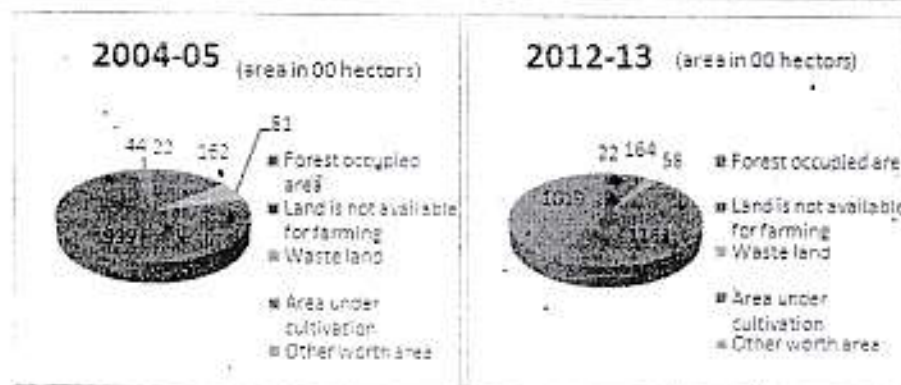 2004-05 (area in 00 hectors)
44 22 162 81
■ Forest occupied
area
■ Land is not available
for farming
■ Waste land
■ Area under
cultivation
■ Other worth area
2012-13 (area in 00 hectors)
22 164 58
■ Forest occupied are
■ Land is not available
for farming
■ Waste land
■ Area under
cultivation
■ Other worth area